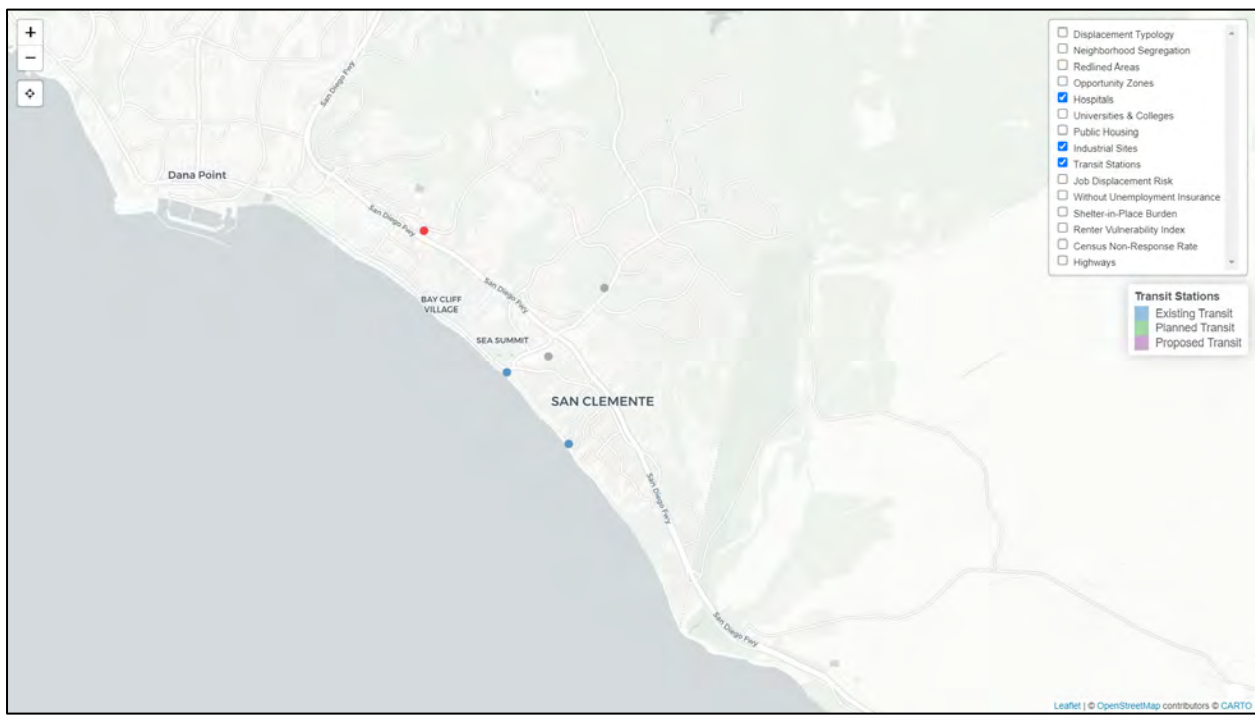 +
−
San Diego Fwy
Dana Point
San Diego Fwy
San Diego Fwy
BAY CLIFF
VILLAGE
SEA SUMMIT
SAN CLEMENTE
San Diego Fwy
San Diego Fwy
Displacement Typology
Neighborhood Segregation
Redlined Areas
Opportunity Zones
Hospitals
Universities & Colleges
Public Housing
Industrial Sites
Transit Stations
Job Displacement Risk
Without Unemployment Insurance
Shelter-in-Place Burden
Renter Vulnerability Index
Census Non-Response Rate
Highways
Transit Stations
Existing Transit
Planned Transit
Proposed Transit
Leaflet | © OpenStreetMap contributors © CARTO